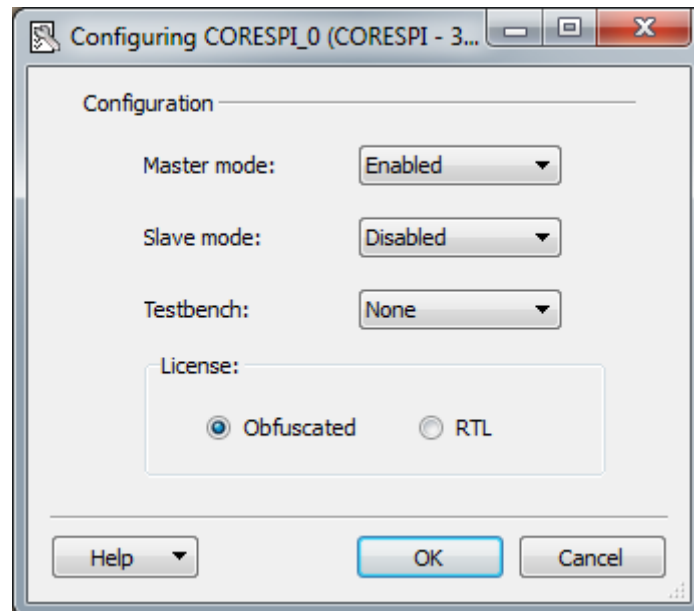 Configuring CORESPI_0 (CORESPI - 3...
Configuration
Master mode: Enabled
Slave mode: Disabled
Testbench: None
License:
Obfuscated RTL
Help OK Cancel